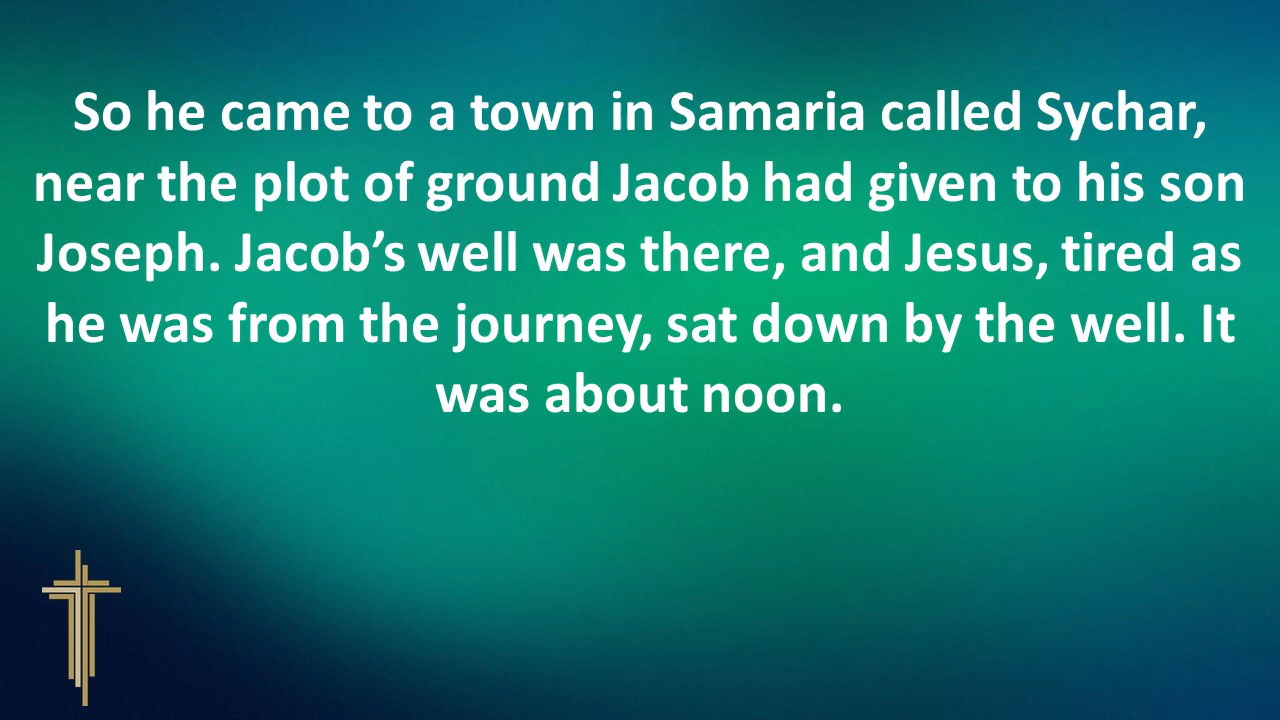 So he came to a town in Samaria called Sychar,
near the plot of ground Jacob had given to his son
Joseph. Jacob’s well was there, and Jesus, tired as
he was from the journey, sat down by the well. It
was about noon.